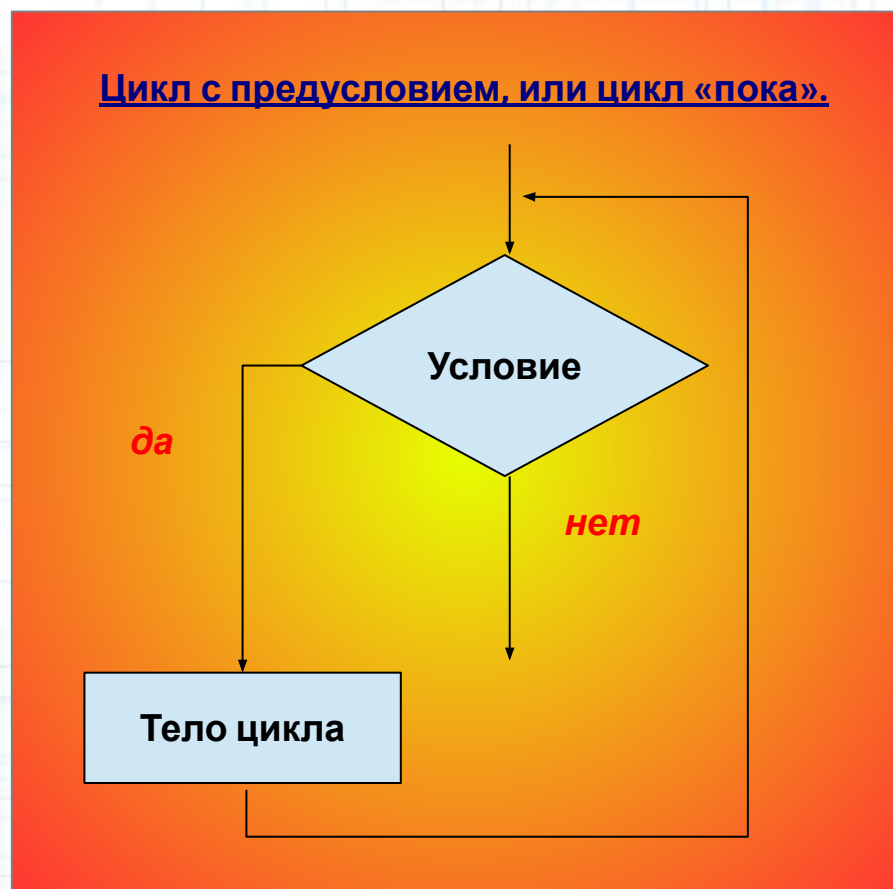 Цикл с предусловием, или цикл «пока».
Условие
да
нет
Тело цикла